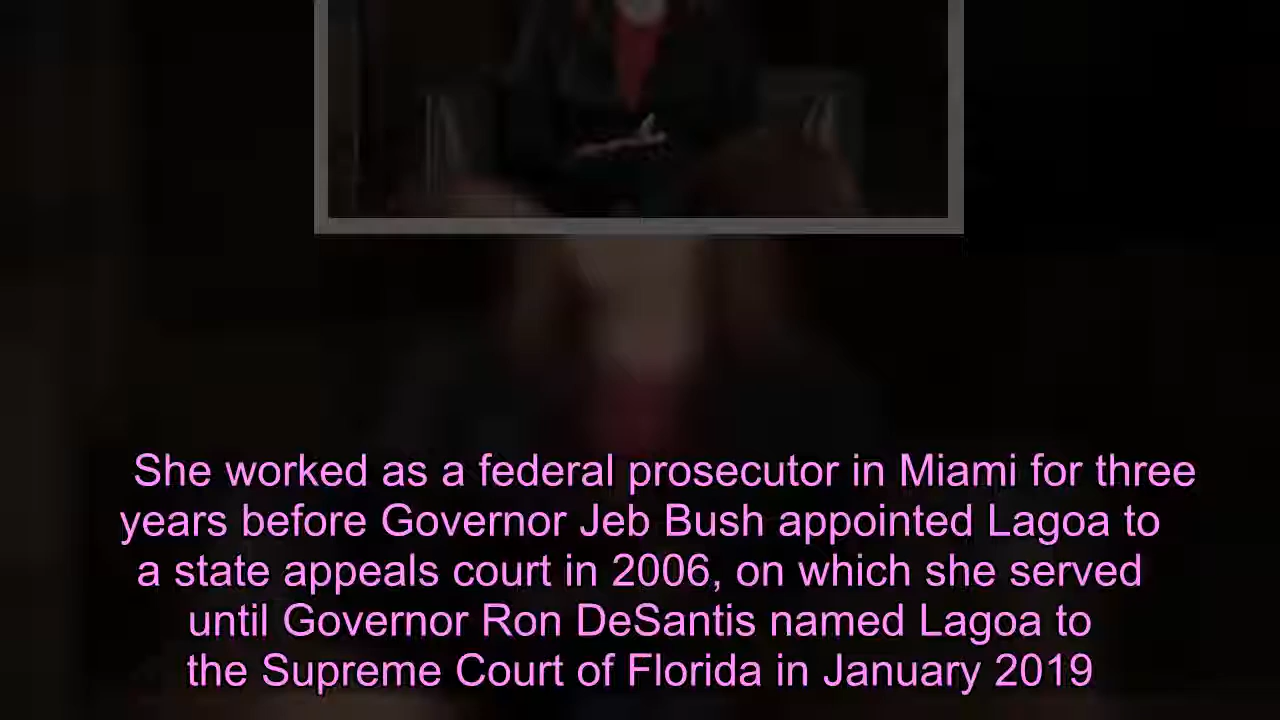 She worked as a federal prosecutor in Miami for three
years before Governor Jeb Bush appointed Lagoa to
a state appeals court in 2006, on which she served
until Governor Ron DeSantis named Lagoa to
the Supreme Court of Florida in January 2019